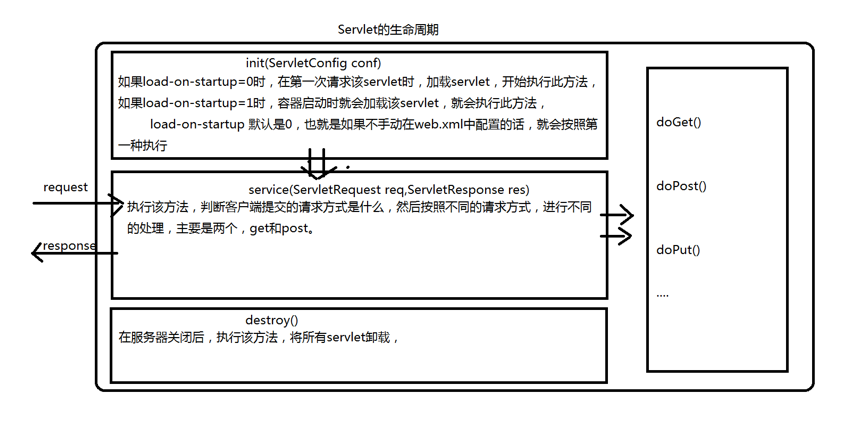 Servlet的生命周期
init(ServletConfig conf)
如果load-on-startup=0时，在第一次请求该servlet时，加载servlet，开始执行此方法，
如果load-on-startup=1时，容器启动时就会加载该servlet，就会执行此方法，
load-on-startup 默认是0，也就是如果不手动在web.xml中配置的话，就会按照第
一种执行
request
response
service(ServletRequest req,ServletResponse res)
执行该方法，判断客户端提交的请求方式是什么，然后按照不同的请求方式，进行不同
的处理，主要是两个，get和post。
destroy()
在服务器关闭后，执行该方法，将所有servlet卸载，
doGet()
doPost()
doPut()
....